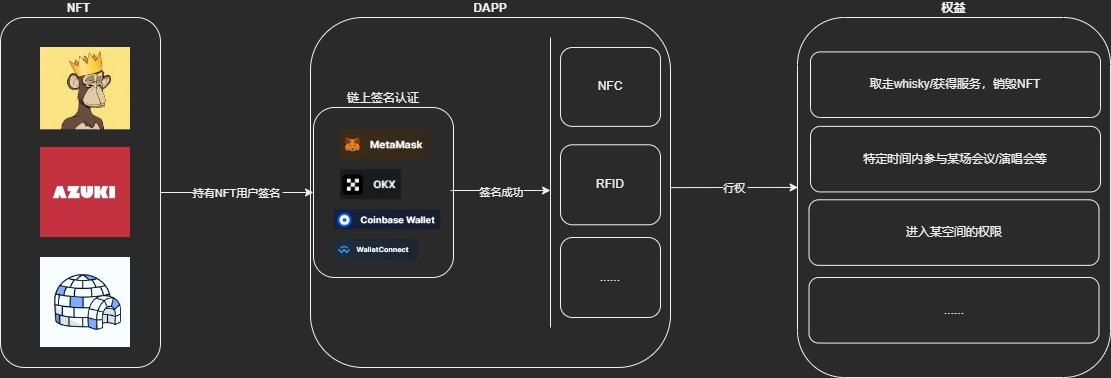 NFT
DAPP
权益
AZUKI
持有NFT用户签名
链上签名认证
MetaMask
OKX
Coinbase Wallet
WalletConnect
签名成功
NFC
RFID
......
行权
取走whisky/获得服务，销毁NFT
特定时间内参与某场会议/演唱会等
进入某空间的权限
......